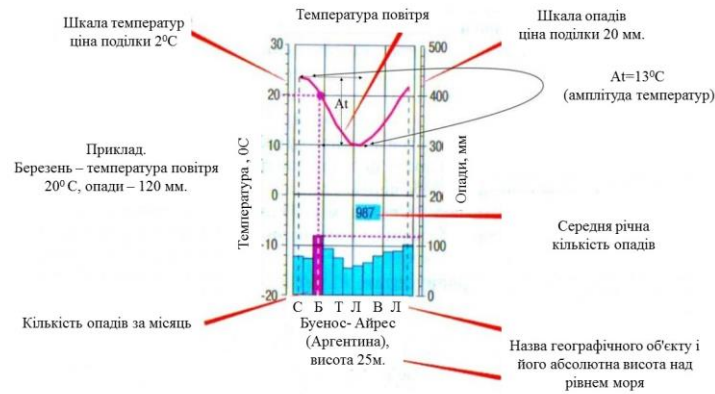 Шкала температур
ціна поділки 2⁰С
Температура повітря
Шкала опадів
ціна поділки 20 мм.
Аt=13⁰С
(амплітуда температур)
Приклад.
Березень – температура повітря
20⁰ С, опади – 120 мм.
Температура , 0С
30
20
10
0
-10
-20
At
987
500
400
300
200
100
0
Опади, мм
С Б Т Л В Л
Середня річна
кількість опадів
Кількість опадів за місяць
Буенос- Айрес
(Аргентина),
висота 25м.
Назва географічного об'єкту і
його абсолютна висота над
рівнем моря